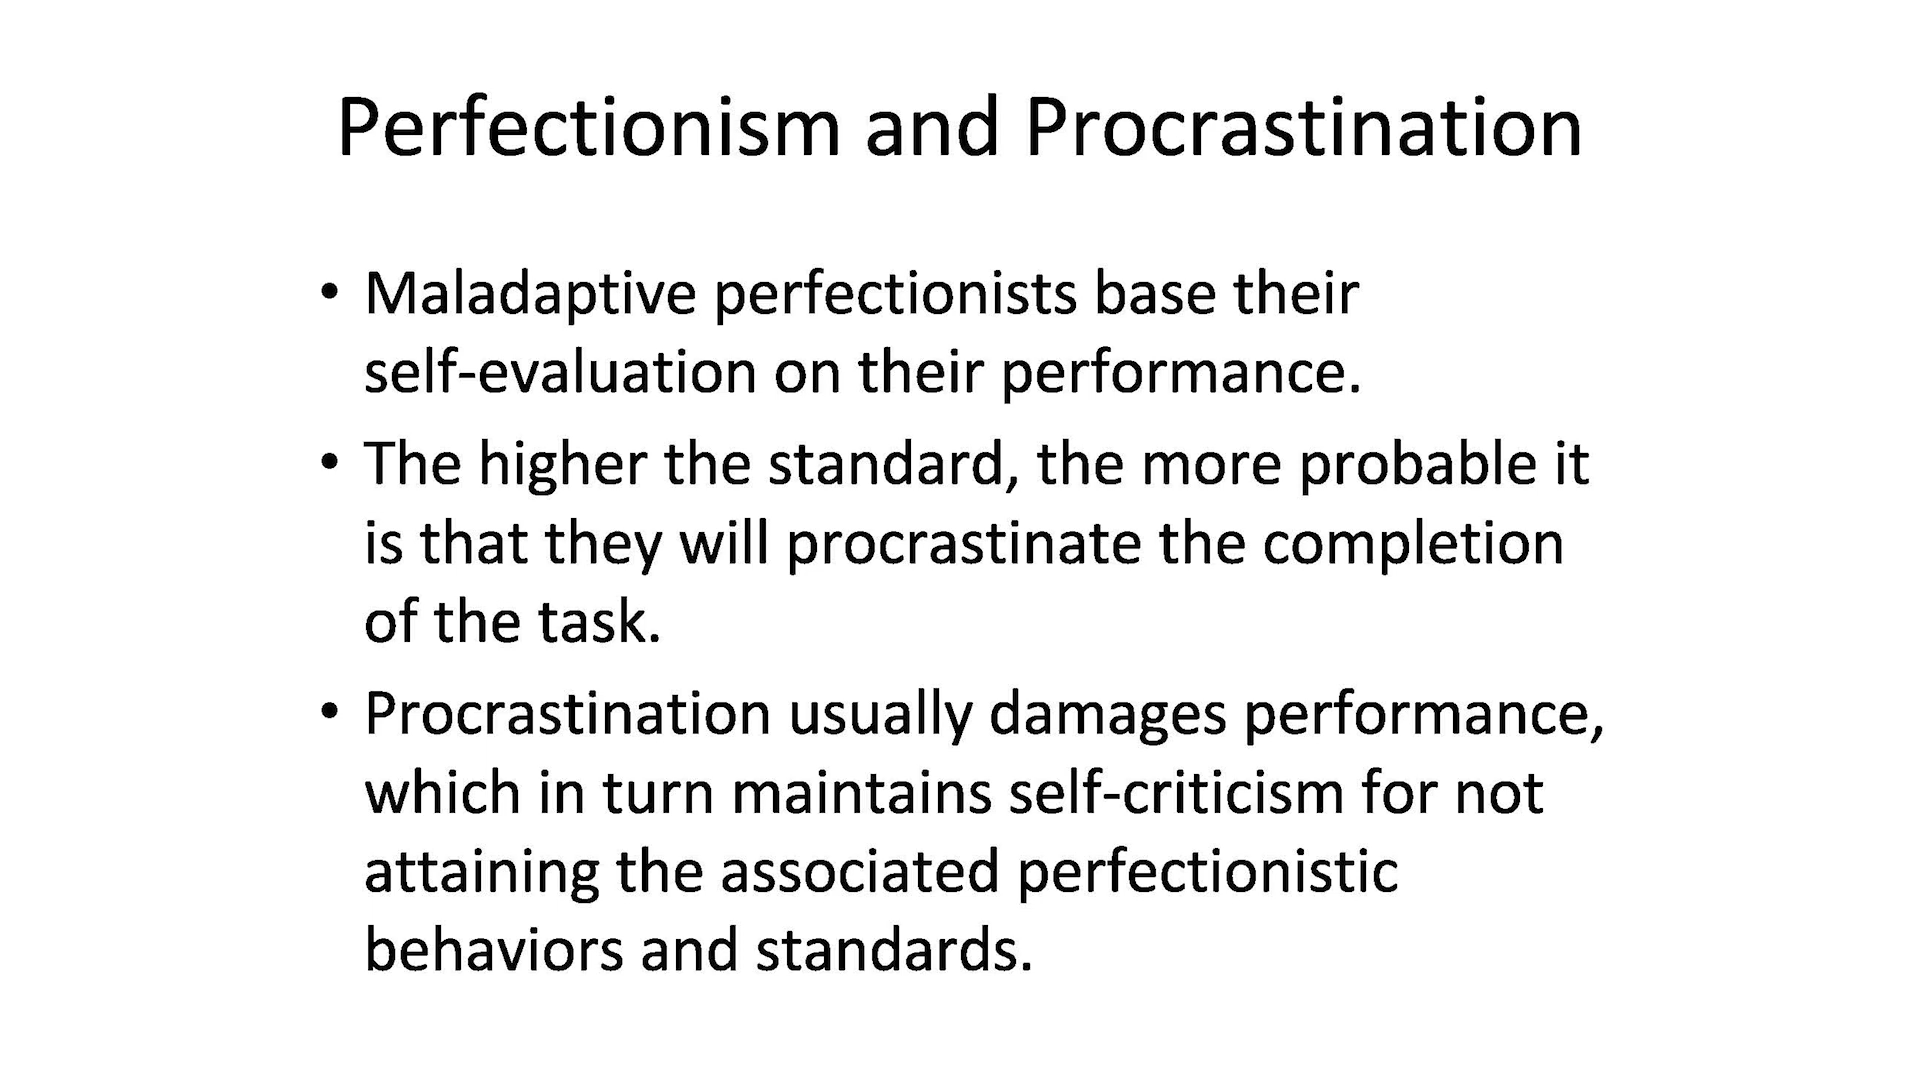 Perfectionism and Procrastination
• Maladaptive perfectionists base their
self-evaluation on their performance.
• The higher the standard, the more probable it
is that they will procrastinate the completion
of the task.
• Procrastination usually damages performance,
which in turn maintains self-criticism for not
attaining the associated perfectionistic
behaviors and standards.